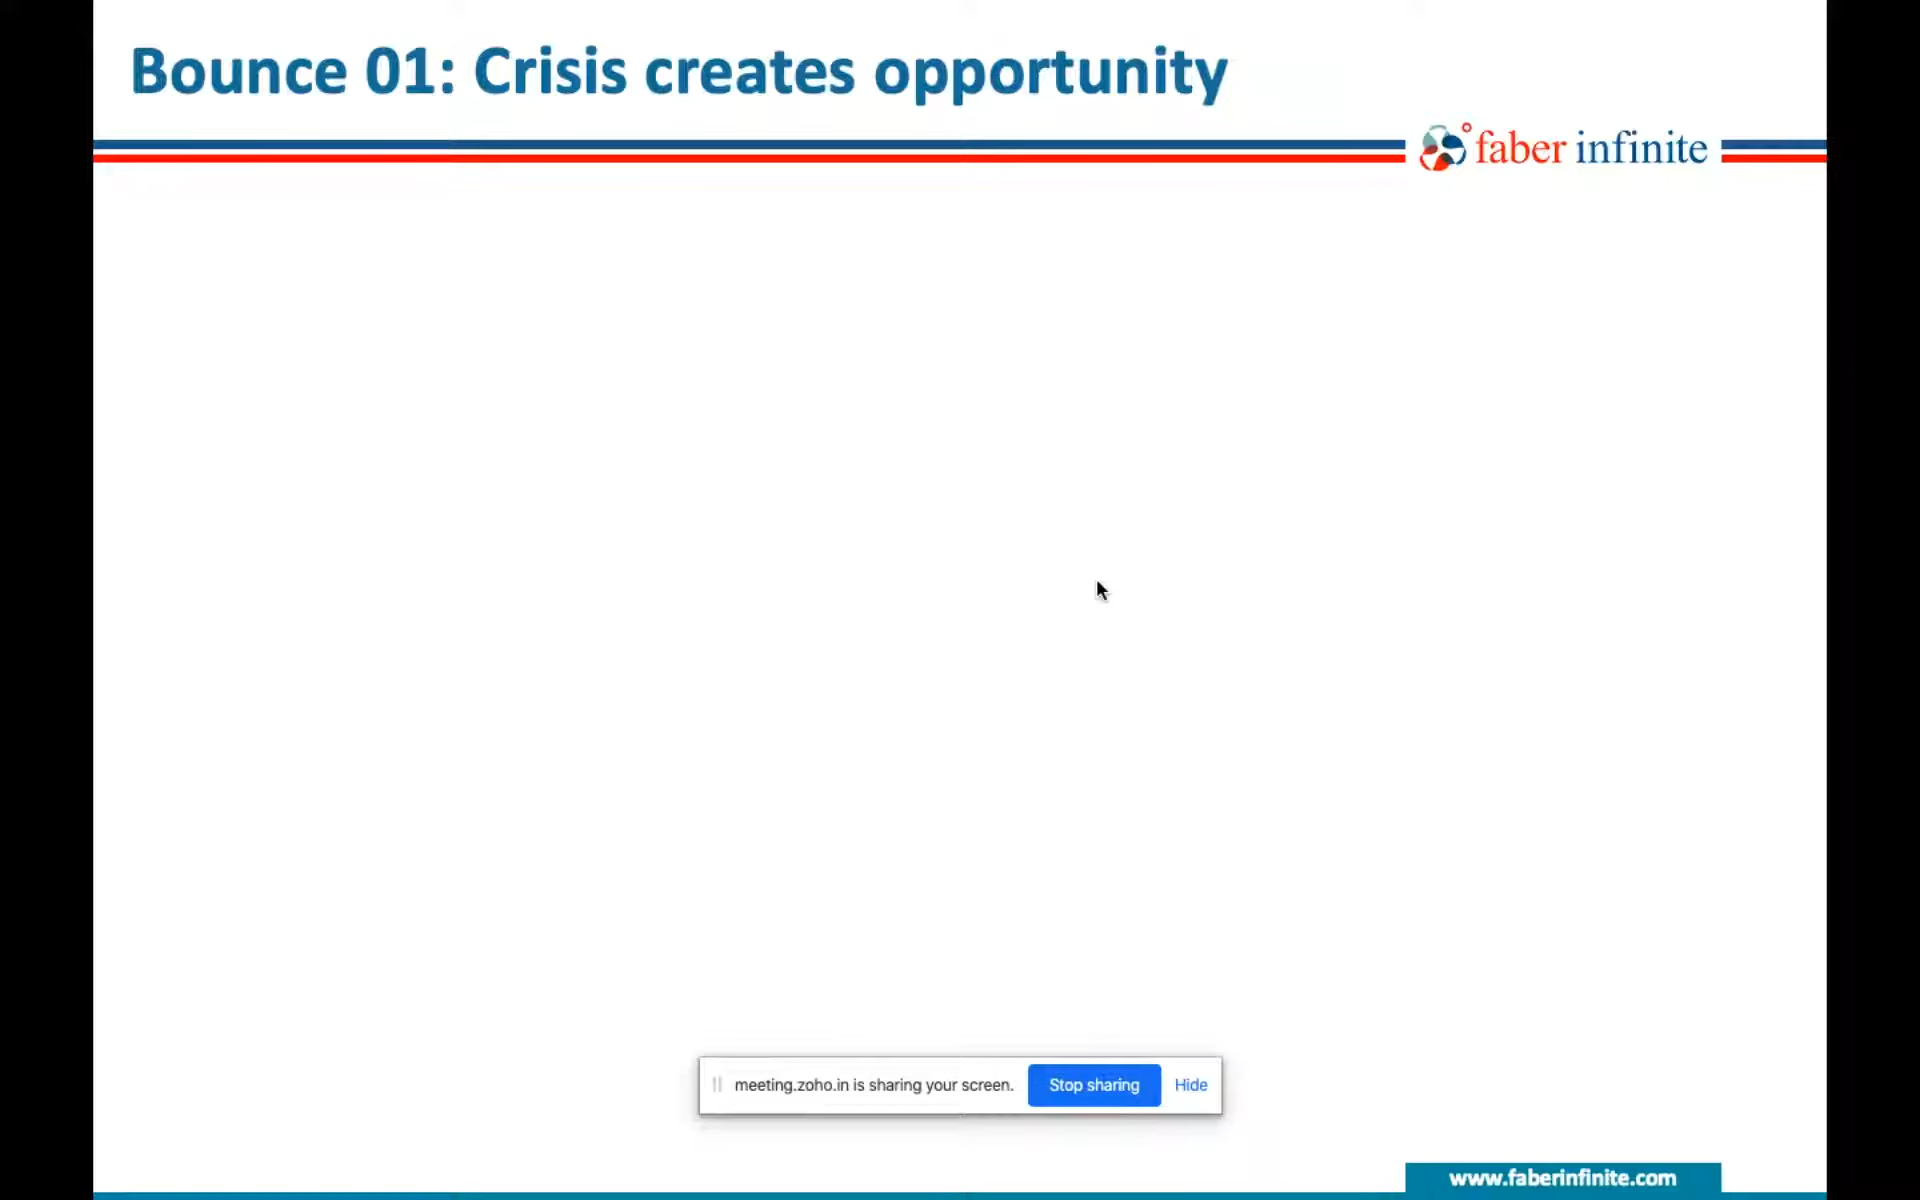 Bounce 01: Crisis creates opportunity
faber infinite
meeting.zoho.in is sharing your screen.
Stop sharing
Hide
www.faberinfinite.com